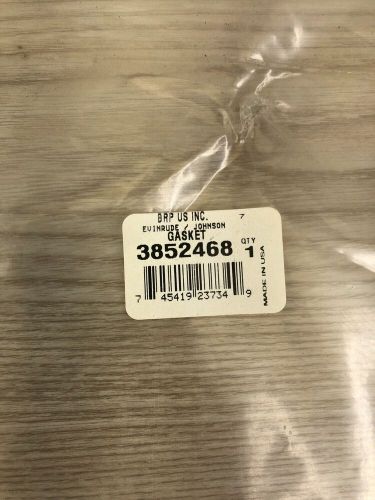 BRP US INC. 7
EVINRUDE / JOHNSON
GASKET
3852468 QTY 1
7 45419 23734 9
MADE IN USA